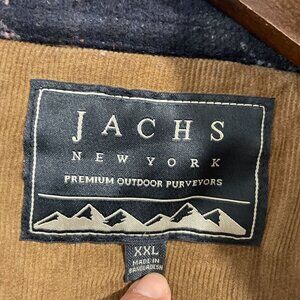 JACHS
NEW YORK
PREMIUM OUTDOOR PURVEYORS
XXL
MADE IN
BANGLADESH